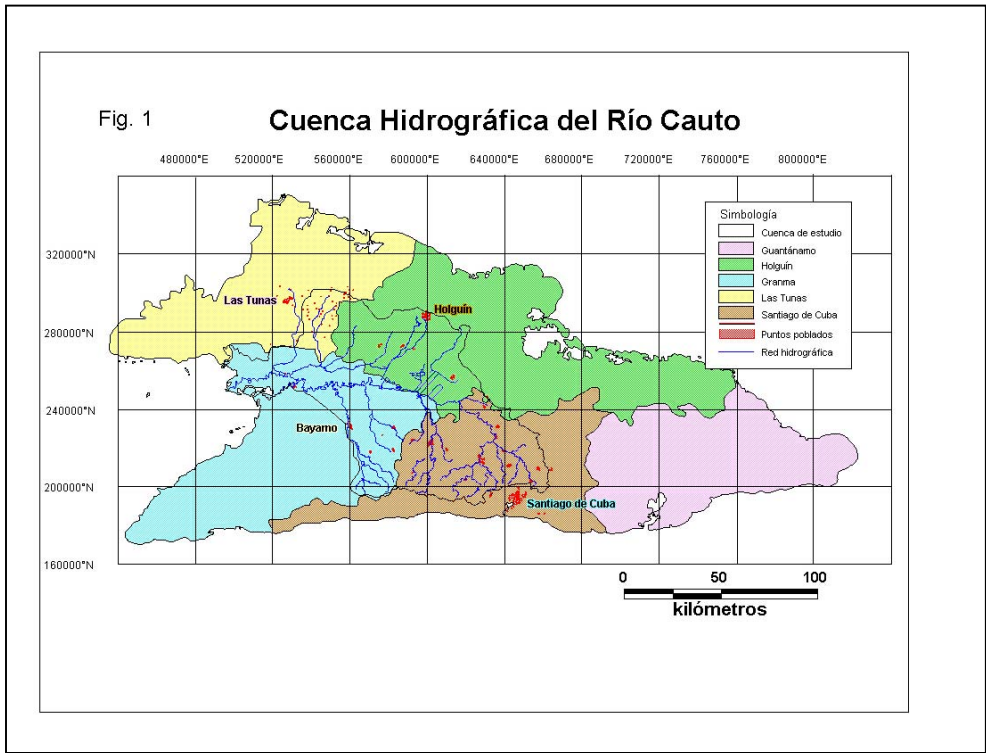 Fig. 1
Cuenca Hidrográfica del Río Cauto
480000°E 520000°E 560000°E 600000°E 640000°E 680000°E 720000°E 760000°E 800000°E
Simbología
Cuenca de estudio
Guantánamo
Holguín
Granma
Las Tunas
Santiago de Cuba
Puntos poblados
Red hidrográfica
320000°N
280000°N
240000°N
200000°N
160000°N
Las Tunas
Holguín
Bayamo
Santiago de Cuba
0 50 100
kilómetros